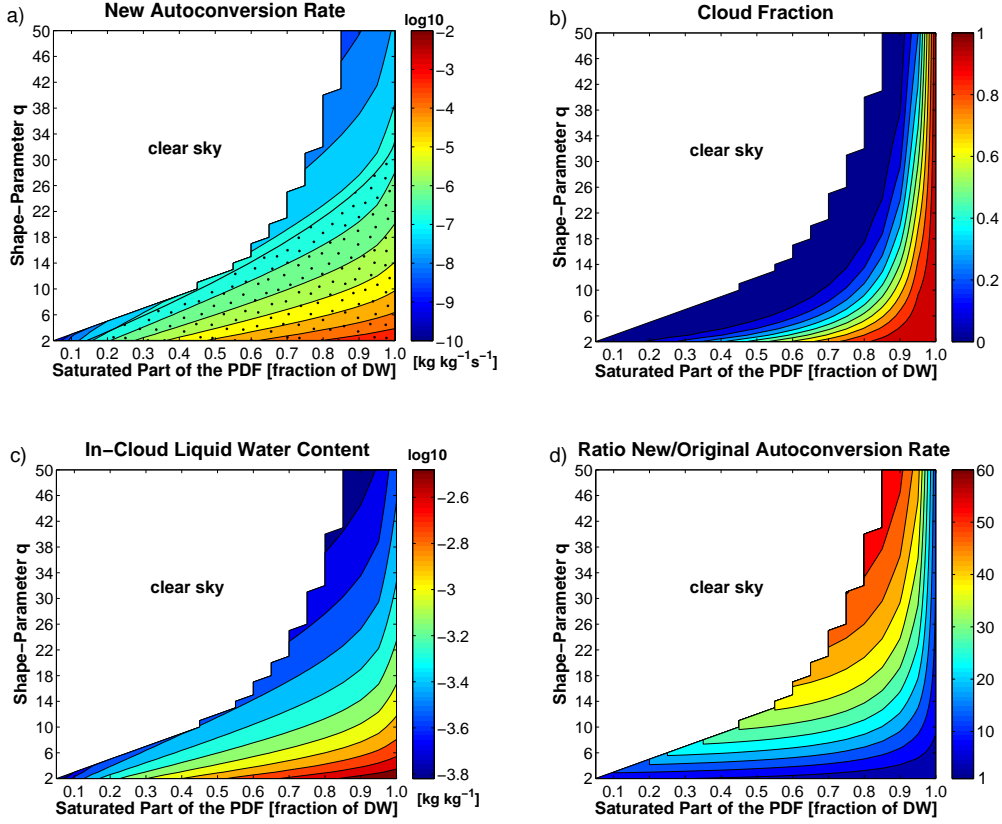 a)
New Autoconversion Rate
log10
50
46
42
38
34
30
26
22
18
14
10
6
2
Shape−Parameter q
clear sky
0.1 0.2 0.3 0.4 0.5 0.6 0.7 0.8 0.9 1.0
Saturated Part of the PDF [fraction of DW]
−2
−3
−4
−5
−6
−7
−8
−9
−10
[kg kg−1s−1]
b)
Cloud Fraction
50
46
42
38
34
30
26
22
18
14
10
6
2
Shape−Parameter q
clear sky
0.1 0.2 0.3 0.4 0.5 0.6 0.7 0.8 0.9 1.0
Saturated Part of the PDF [fraction of DW]
1
0.8
0.6
0.4
0.2
0
c)
In−Cloud Liquid Water Content
log10
50
46
42
38
34
30
26
22
18
14
10
6
2
Shape−Parameter q
clear sky
0.1 0.2 0.3 0.4 0.5 0.6 0.7 0.8 0.9 1.0
Saturated Part of the PDF [fraction of DW]
−2.6
−2.8
−3
−3.2
−3.4
−3.6
−3.8
[kg kg−1]
d)
Ratio New/Original Autoconversion Rate
50
46
42
38
34
30
26
22
18
14
10
6
2
Shape−Parameter q
clear sky
0.1 0.2 0.3 0.4 0.5 0.6 0.7 0.8 0.9 1.0
Saturated Part of the PDF [fraction of DW]
60
50
40
30
20
10
1